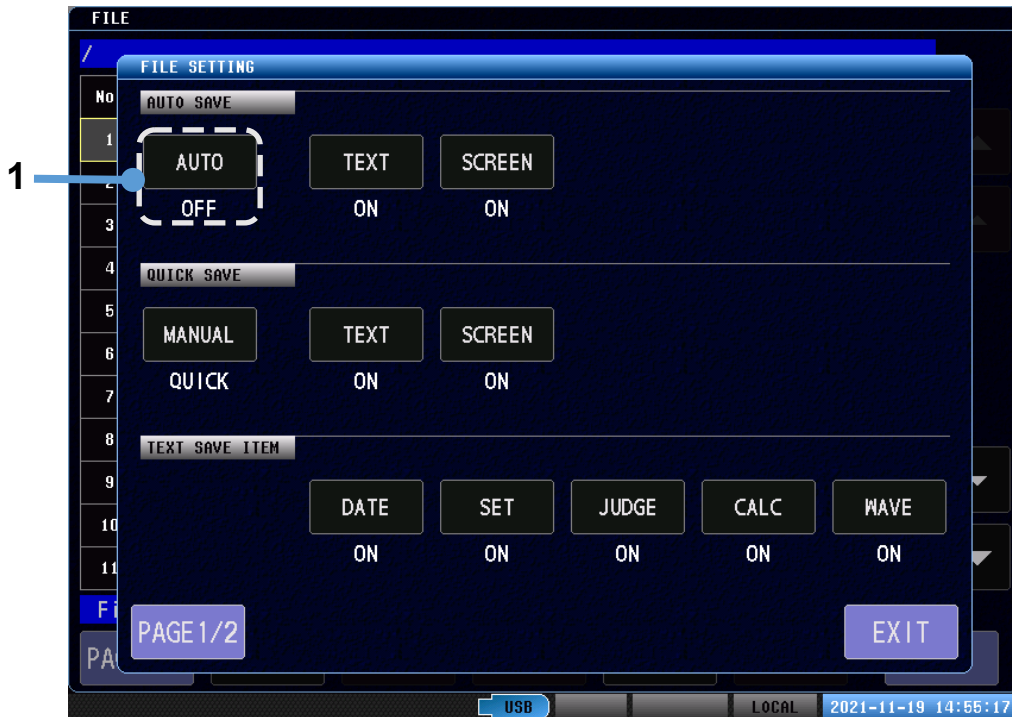 FILE
/
FILE SETTING
No
AUTO SAVE
1
AUTO TEXT SCREEN
1
2
OFF ON ON
3
4
QUICK SAVE
5
MANUAL TEXT SCREEN
6
QUICK ON ON
7
8
TEXT SAVE ITEM
9
DATE SET JUDGE CALC WAVE
10
ON ON ON ON ON
11
PAGE1/2 EXIT
USB LOCAL 2021-11-19 14:55:17